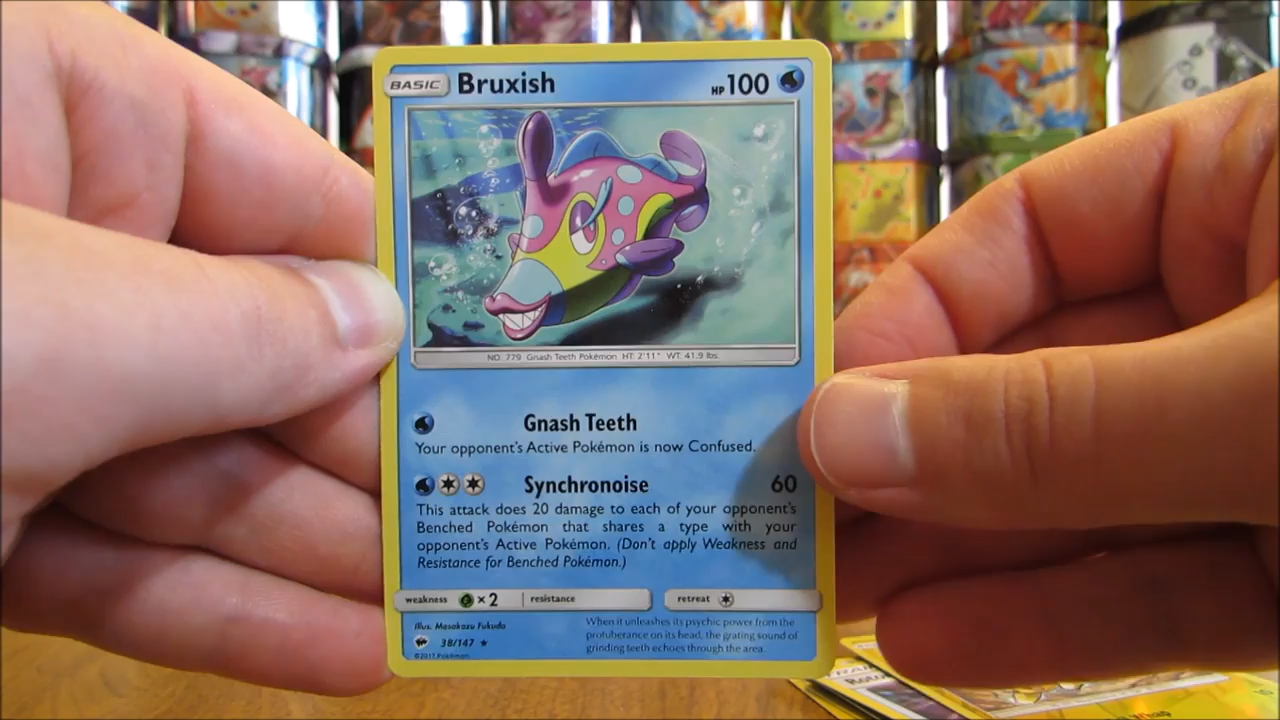 BASIC Bruxish HP 100
NO. 779 Gnash Teeth Pokémon HT: 2'11" WT: 41.9 lbs.
Gnash Teeth
Your opponent's Active Pokémon is now Confused.
Synchronoise 60
This attack does 20 damage to each of your opponent's
Benched Pokémon that shares a type with your
opponent's Active Pokémon. (Don't apply Weakness and
Resistance for Benched Pokémon.)
weakness ×2 resistance retreat
Illus. Masakazu Fukuda
38/147 ★
©2017 Pokémon
When it unleashes its psychic power from the
protuberance on its head, the grating sound of
grinding teeth echoes through the area.